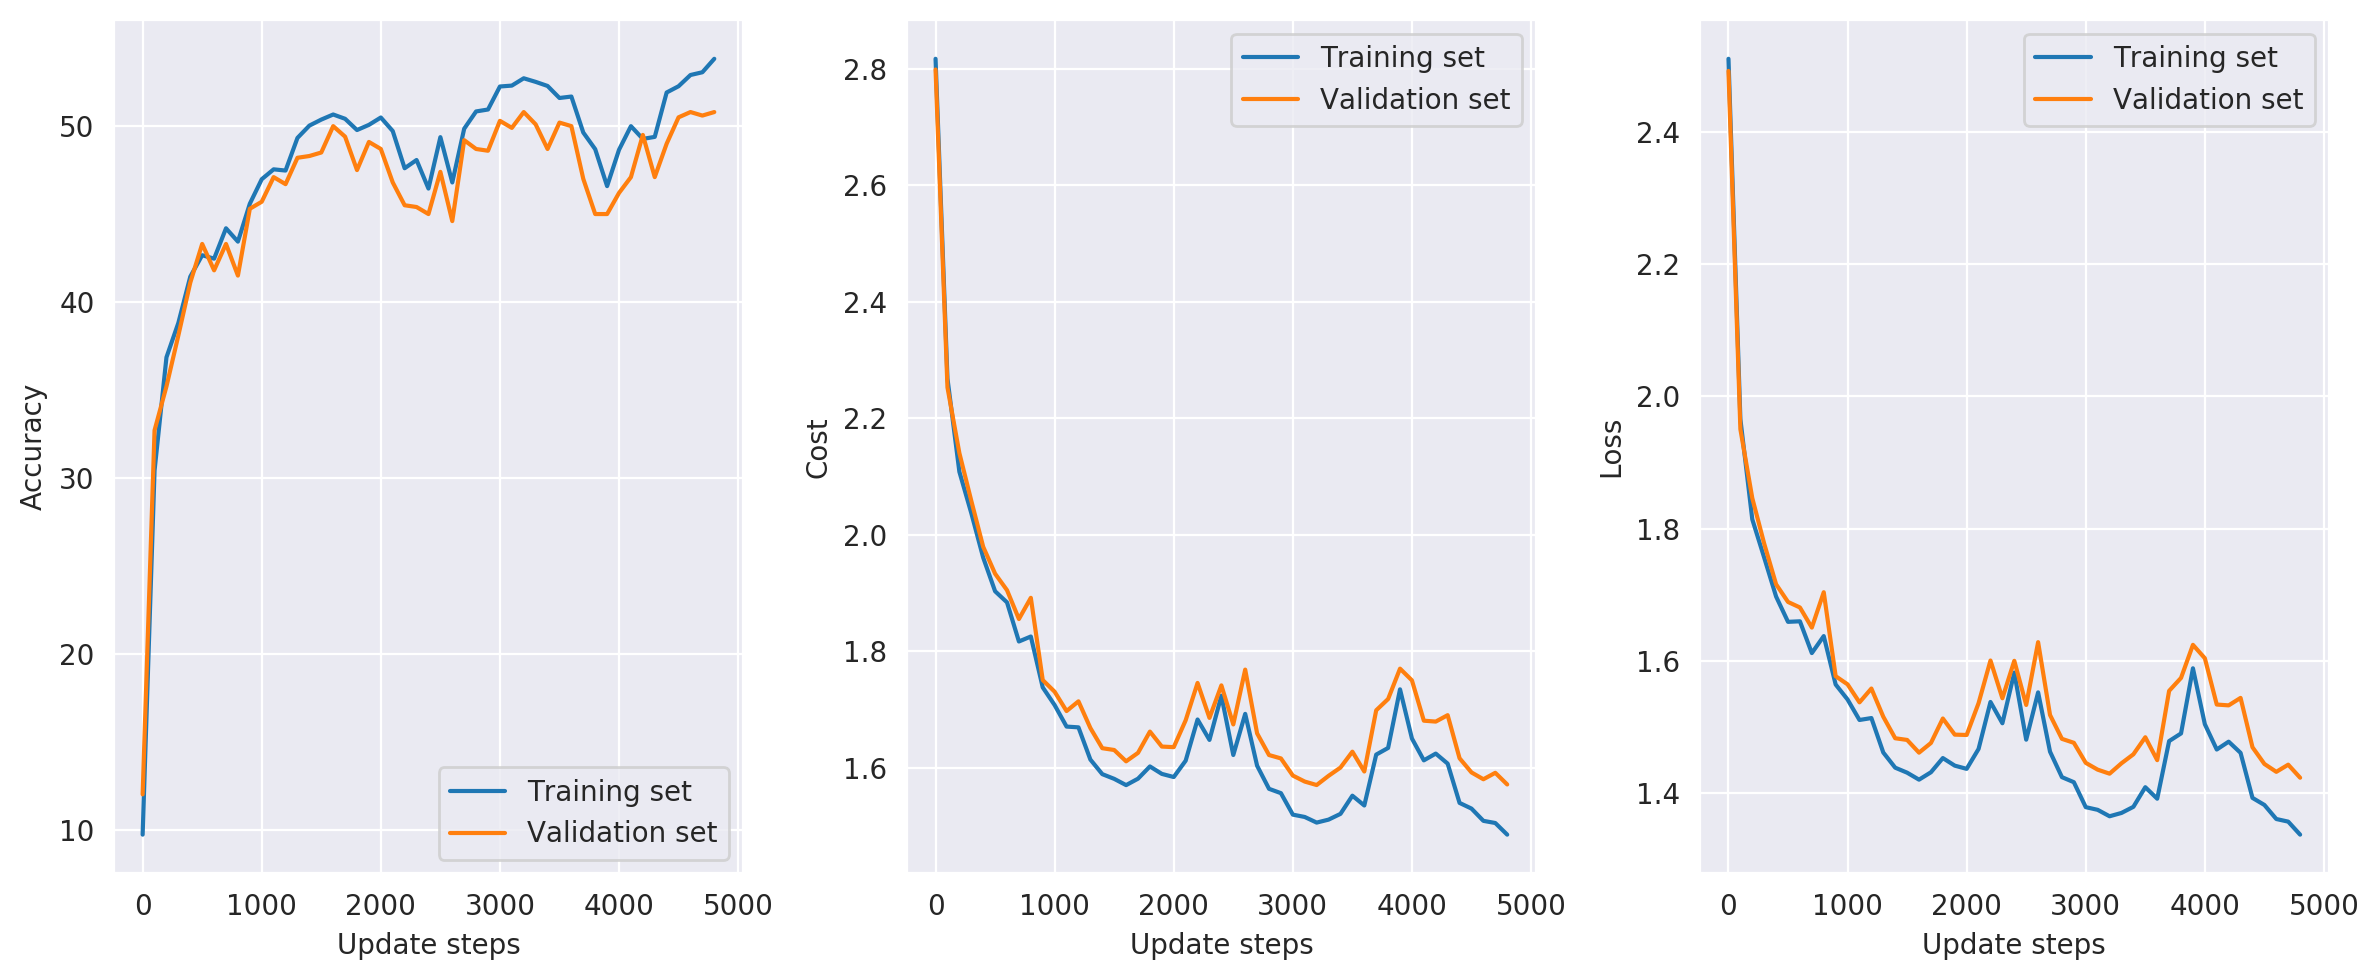 Accuracy
50
40
30
20
10
Training set
Validation set
0 1000 2000 3000 4000 5000
Update steps
Cost
2.8
2.6
2.4
2.2
2.0
1.8
1.6
Training set
Validation set
0 1000 2000 3000 4000 5000
Update steps
Loss
2.4
2.2
2.0
1.8
1.6
1.4
Training set
Validation set
0 1000 2000 3000 4000 5000
Update steps